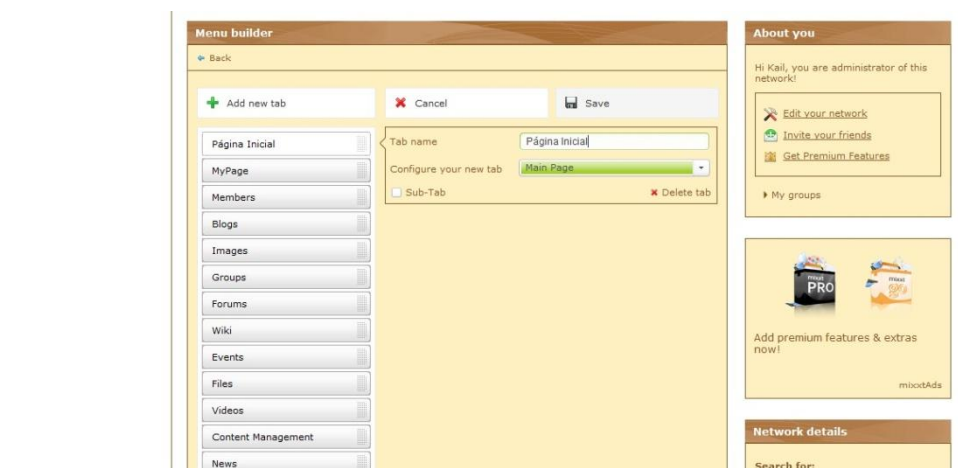 Menu builder
Back
Add new tab
Cancel
Save
Página Inicial
MyPage
Members
Blogs
Images
Groups
Forums
Wiki
Events
Files
Videos
Content Management
News
Tab name
Página Inicial
Configure your new tab
Main Page
Sub-Tab
Delete tab
About you
Hi Kail, you are administrator of this
network!
Edit your network
Invite your friends
Get Premium Features
My groups
mixxt
PRO
mixxt
Add premium features & extras
now!
mixxtAds
Network details
Search for: